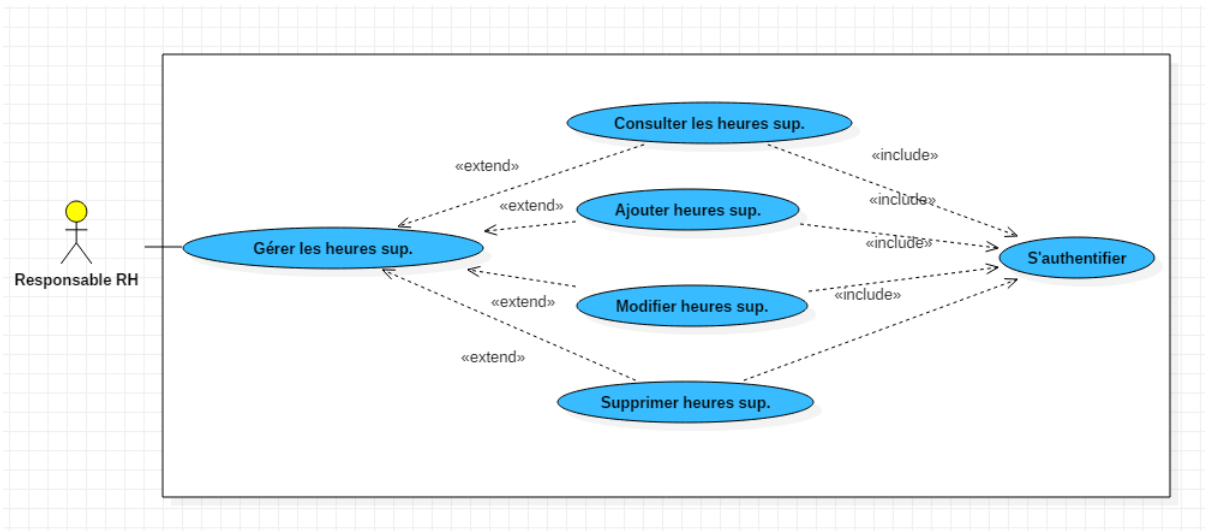 Consulter les heures sup.
«extend»
«include»
Ajouter heures sup.
«extend»
«include»
Responsable RH
Gérer les heures sup.
«include»
S'authentifier
Modifier heures sup.
«extend»
«include»
«extend»
Supprimer heures sup.